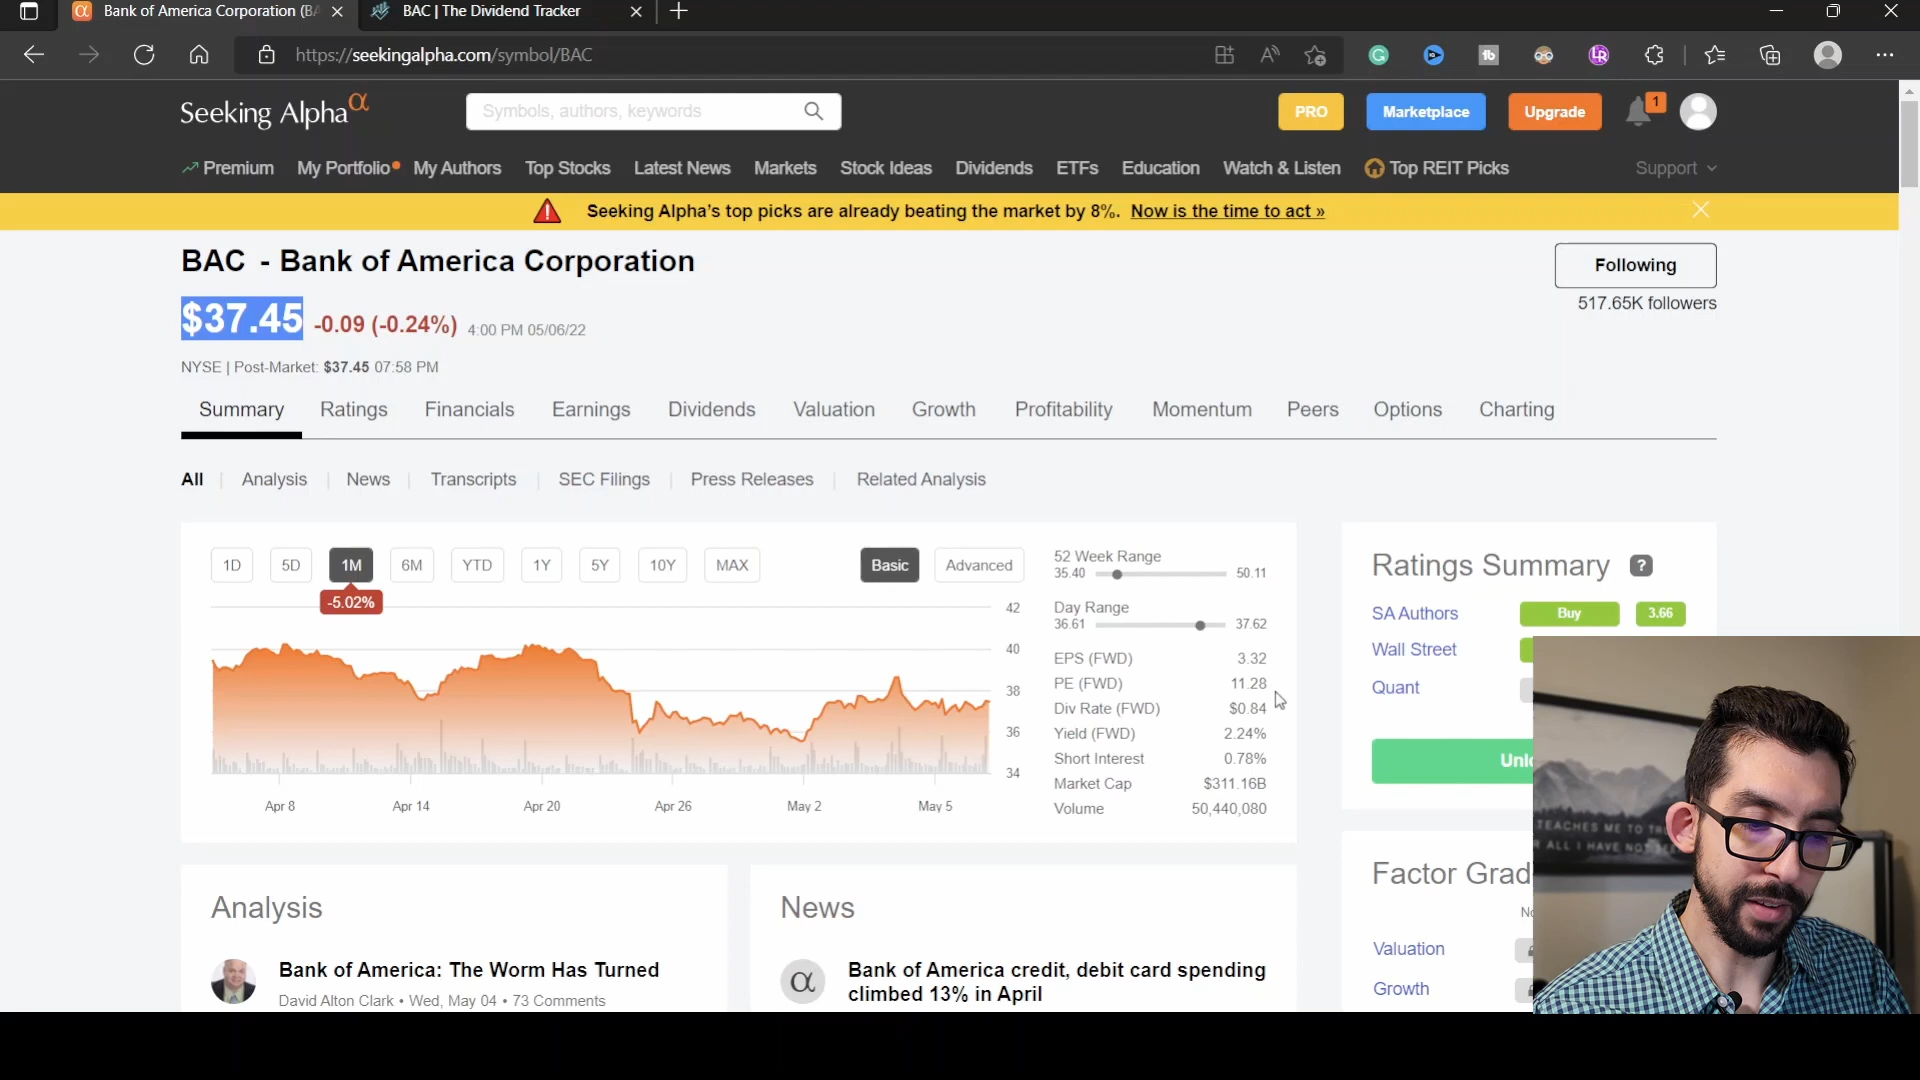 Bank of America Corporation (BA
BAC | The Dividend Tracker
https://seekingalpha.com/symbol/BAC
Seeking Alpha α
Symbols, authors, keywords
PRO
Marketplace
Upgrade
1
Premium
My Portfolio
My Authors
Top Stocks
Latest News
Markets
Stock Ideas
Dividends
ETFs
Education
Watch & Listen
Top REIT Picks
Support
Seeking Alpha's top picks are already beating the market by 8%. Now is the time to act »
BAC - Bank of America Corporation
Following
517.65K followers
$37.45 -0.09 (-0.24%) 4:00 PM 05/06/22
NYSE | Post-Market: $37.45 07:58 PM
Summary
Ratings
Financials
Earnings
Dividends
Valuation
Growth
Profitability
Momentum
Peers
Options
Charting
All
Analysis
News
Transcripts
SEC Filings
Press Releases
Related Analysis
1D
5D
1M
6M
YTD
1Y
5Y
10Y
MAX
Basic
Advanced
-5.02%
42
40
38
36
34
Apr 8
Apr 14
Apr 20
Apr 26
May 2
May 5
52 Week Range
35.40 50.11
Day Range
36.61 37.62
EPS (FWD) 3.32
PE (FWD) 11.28
Div Rate (FWD) $0.84
Yield (FWD) 2.24%
Short Interest 0.78%
Market Cap $311.16B
Volume 50,440,080
Ratings Summary ?
SA Authors Buy 3.66
Wall Street
Quant
Unlo
Factor Grad
Valuation
Growth
Analysis
Bank of America: The Worm Has Turned
David Alton Clark • Wed, May 04 • 73 Comments
News
α
Bank of America credit, debit card spending
climbed 13% in April
TEACHES ME TO
ALL I HAVE NO